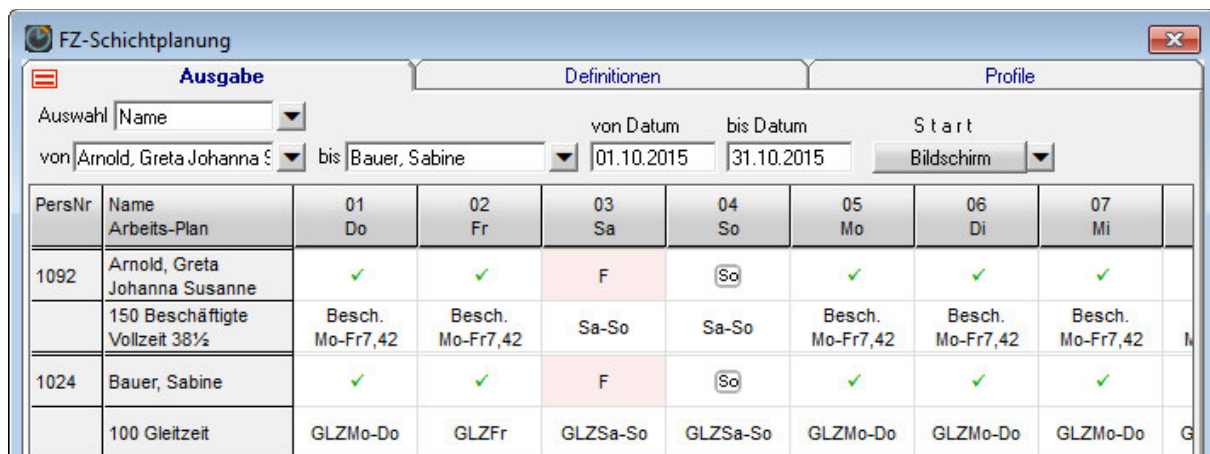 FZ-Schichtplanung
Ausgabe Definitionen Profile
Auswahl Name von Datum bis Datum Start
von Arnold, Greta Johanna S bis Bauer, Sabine 01.10.2015 31.10.2015 Bildschirm
PersNr Name 01 02 03 04 05 06 07
Arbeits-Plan Do Fr Sa So Mo Di Mi
1092 Arnold, Greta Johanna Susanne ✓ ✓ F So ✓ ✓ ✓
150 Beschäftigte Besch. Besch. Sa-So Sa-So Besch. Besch. Besch.
Vollzeit 38½ Mo-Fr7,42 Mo-Fr7,42 Mo-Fr7,42 Mo-Fr7,42 Mo-Fr7,42
1024 Bauer, Sabine ✓ ✓ F So ✓ ✓ ✓
100 Gleitzeit GLZMo-Do GLZFr GLZSa-So GLZSa-So GLZMo-Do GLZMo-Do GLZMo-Do